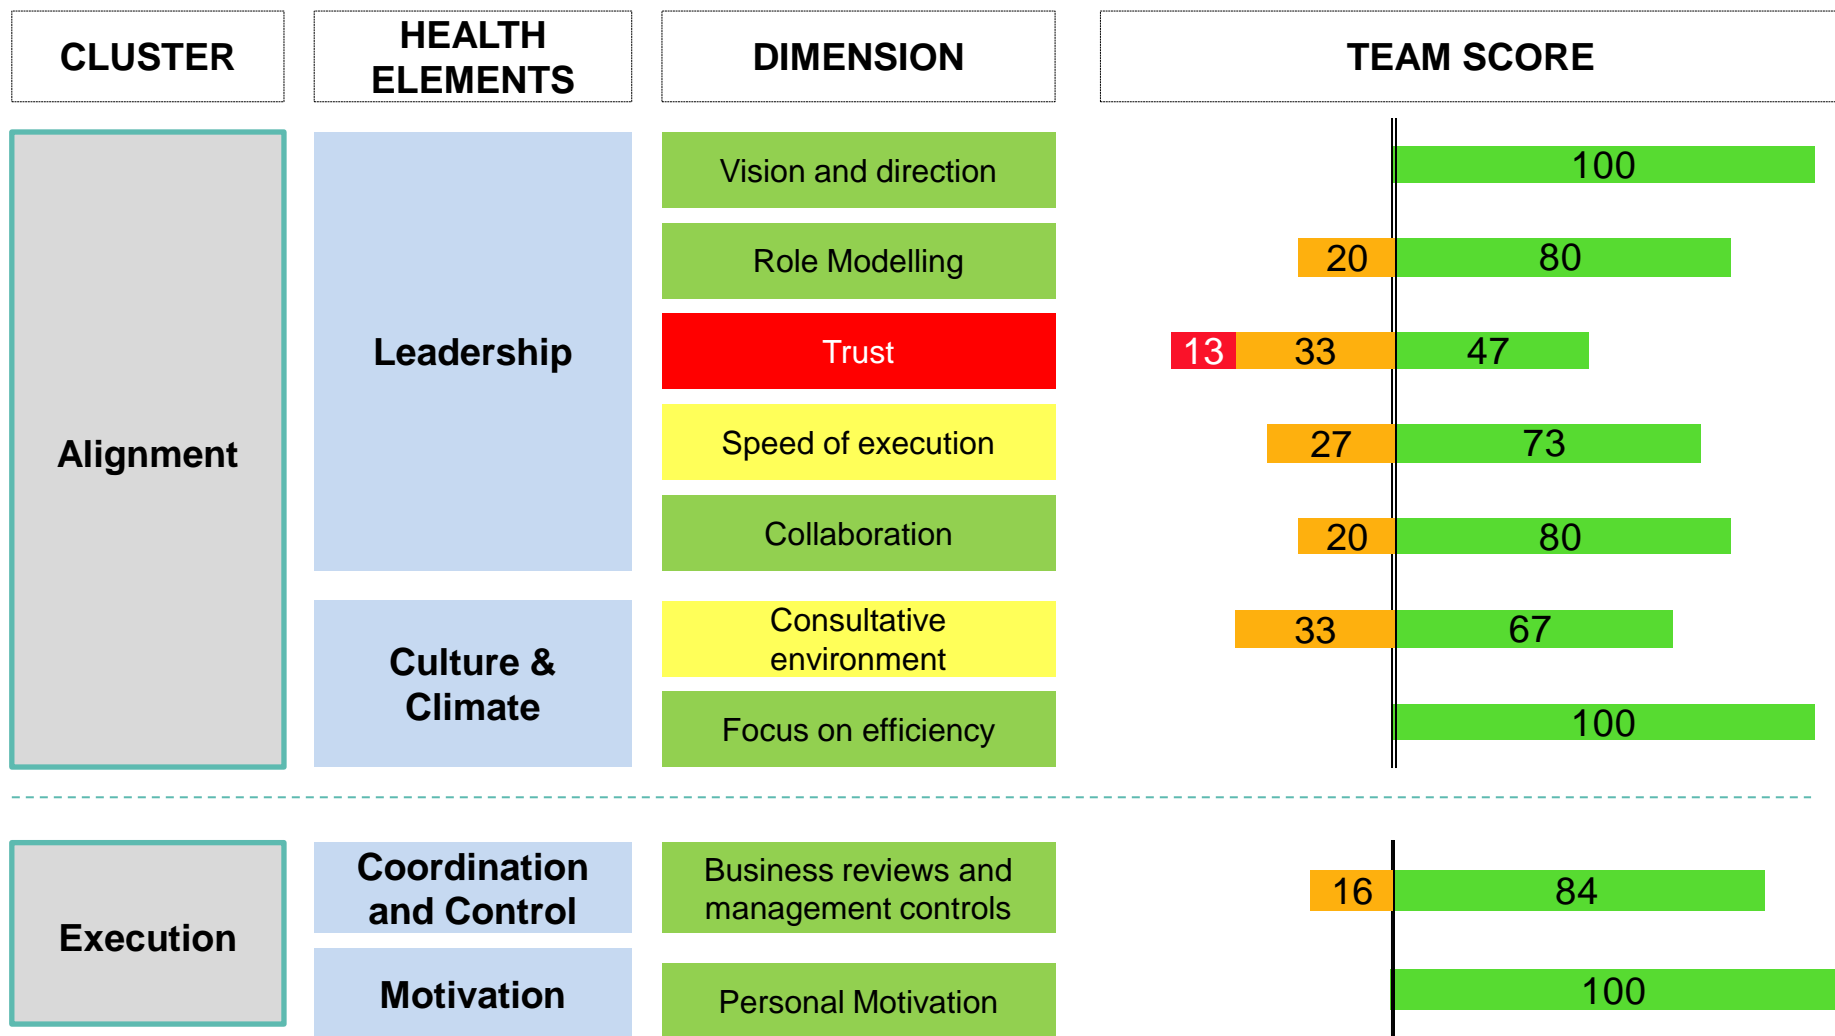 CLUSTER
HEALTH
ELEMENTS
DIMENSION
TEAM SCORE
Alignment
Leadership
Vision and direction
100
Role Modelling
20 80
Trust
13 33 47
Speed of execution
27 73
Collaboration
20 80
Culture &
Climate
Consultative
environment
33 67
Focus on efficiency
100
Execution
Coordination
and Control
Business reviews and
management controls
16 84
Motivation
Personal Motivation
100